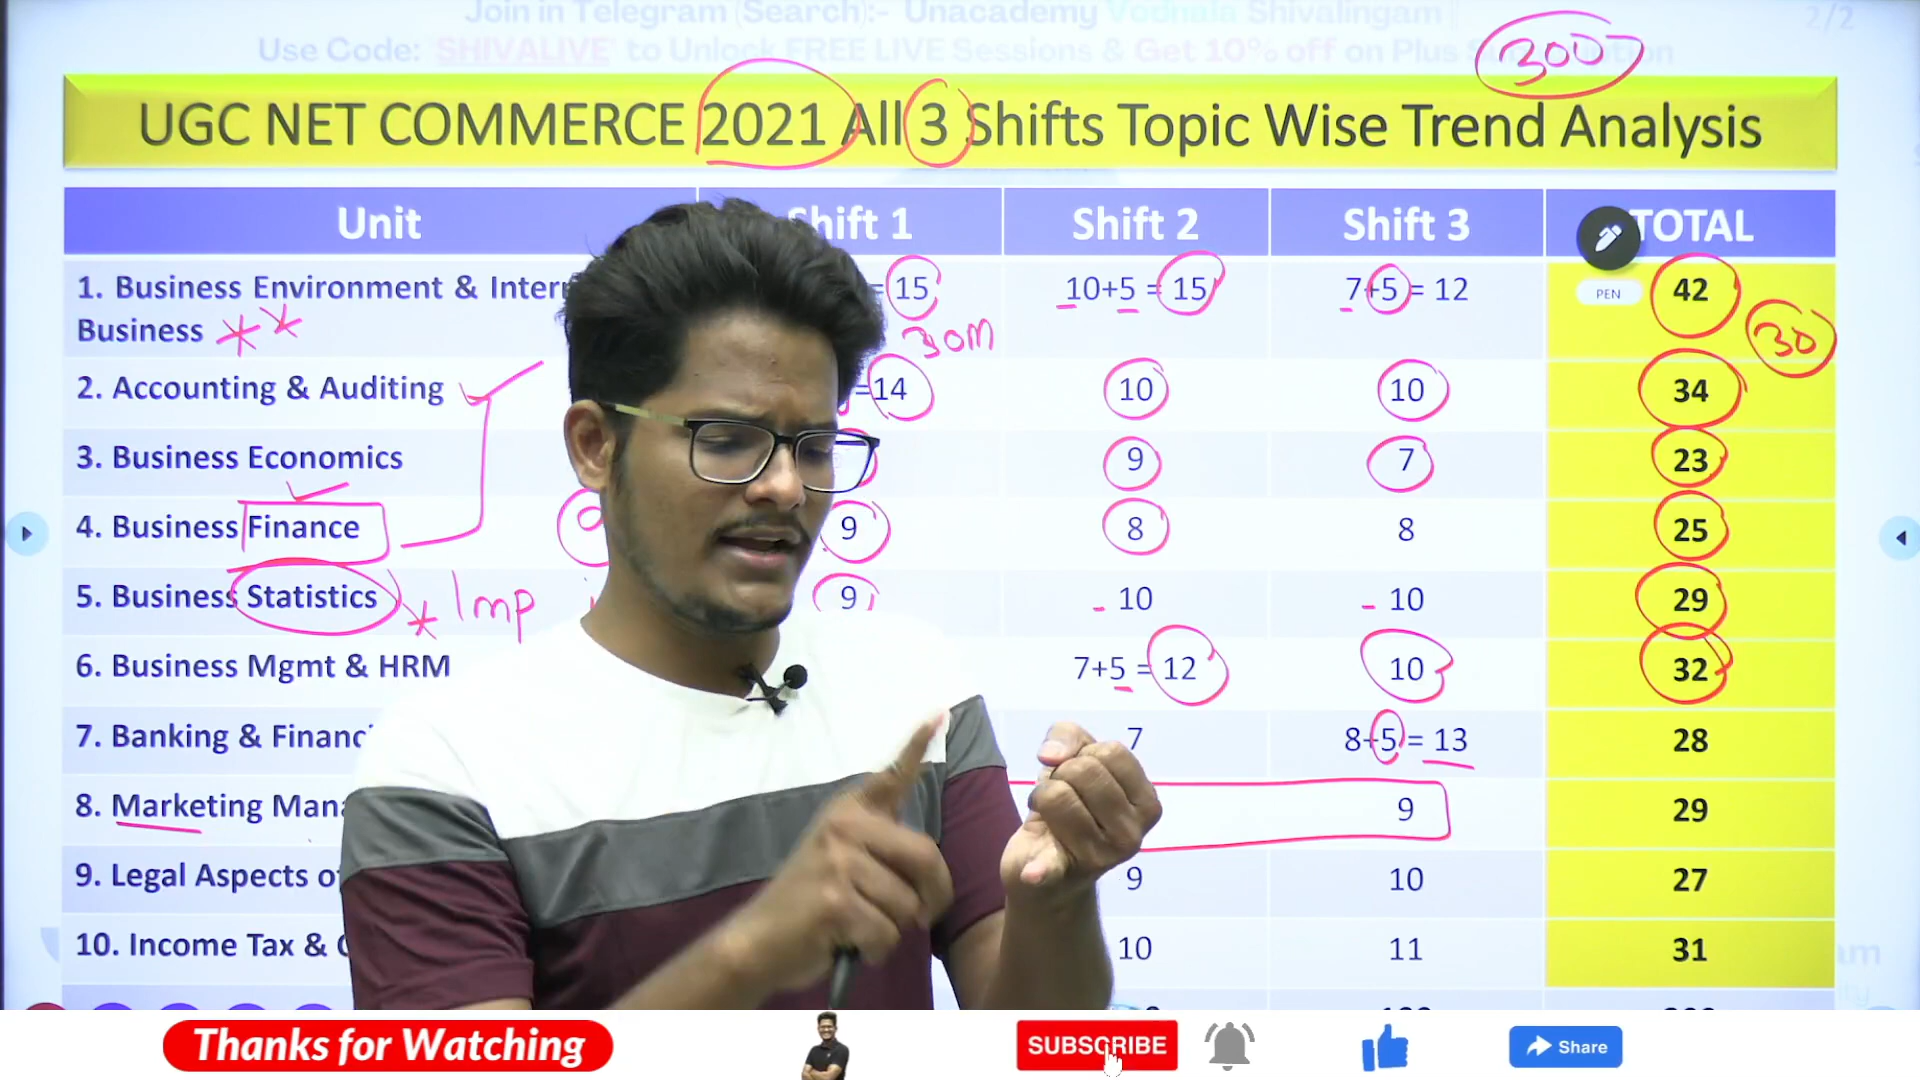 Join in Telegram (Search):- Unacademy Vodnala Shivalingam |
2/2
Use Code: SHIVALIVE to Unlock FREE LIVE Sessions & Get 10% off on Plus
300
UGC NET COMMERCE 2021 All 3 Shifts Topic Wise Trend Analysis
Unit Shift 1 Shift 2 Shift 3 TOTAL
PEN
1. Business Environment & = 15 10+5 = 15 7+5 = 12 42
Business ** 30M 30
2. Accounting & Auditing =14 10 10 34
3. Business Economics 9 7 23
4. Business Finance 9 8 8 25
5. Business Statistics * Imp 9 - 10 - 10 29
6. Business Mgmt & HRM 7+5 = 12 10 32
7. Banking & 7 8+5 = 13 28
8. Marketing 9 29
9. Legal Aspects 9 10 27
10. Income Tax & 10 11 31
Thanks for Watching
SUBSCRIBE
Share